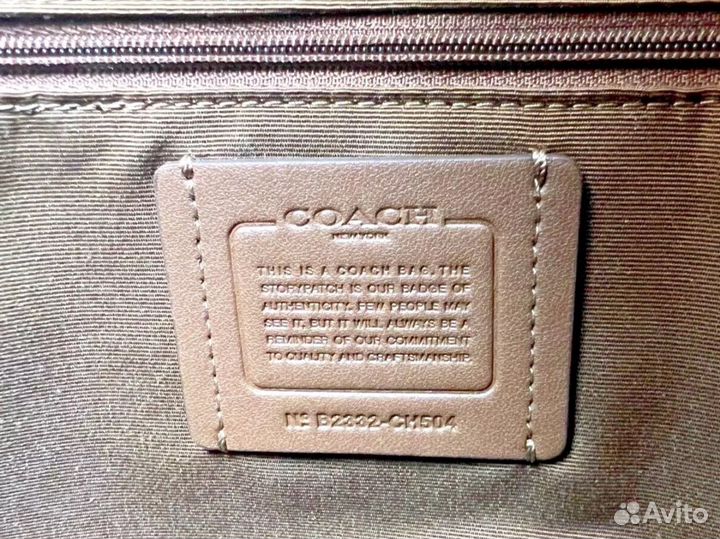 COACH
NEW YORK
THIS IS A COACH BAG. THE
STORYPATCH IS OUR BADGE OF
AUTHENTICITY. FEW PEOPLE MAY
SEE IT, BUT IT WILL ALWAYS BE A
REMINDER OF OUR COMMITMENT
TO QUALITY AND CRAFTSMANSHIP.
Nº B2332-CH504
Avito